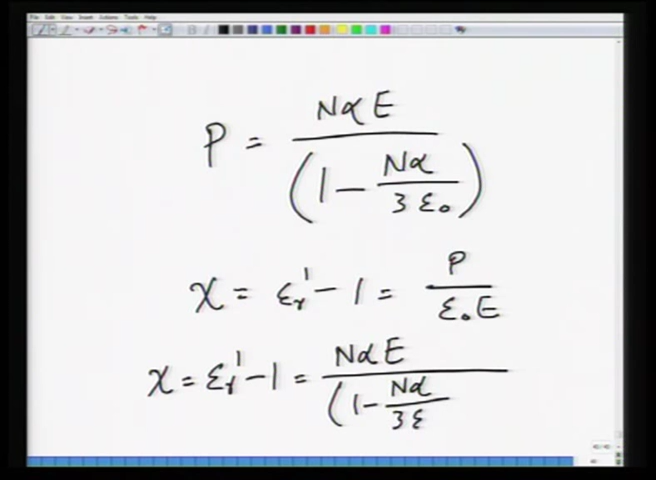 File Edit View Insert Actions Tools Help
P = NαE / (1 − Nα / 3ε₀)
χ = εᵣ' − 1 = P / ε₀E
χ = εᵣ' − 1 = NαE / (1 − Nα / 3ε